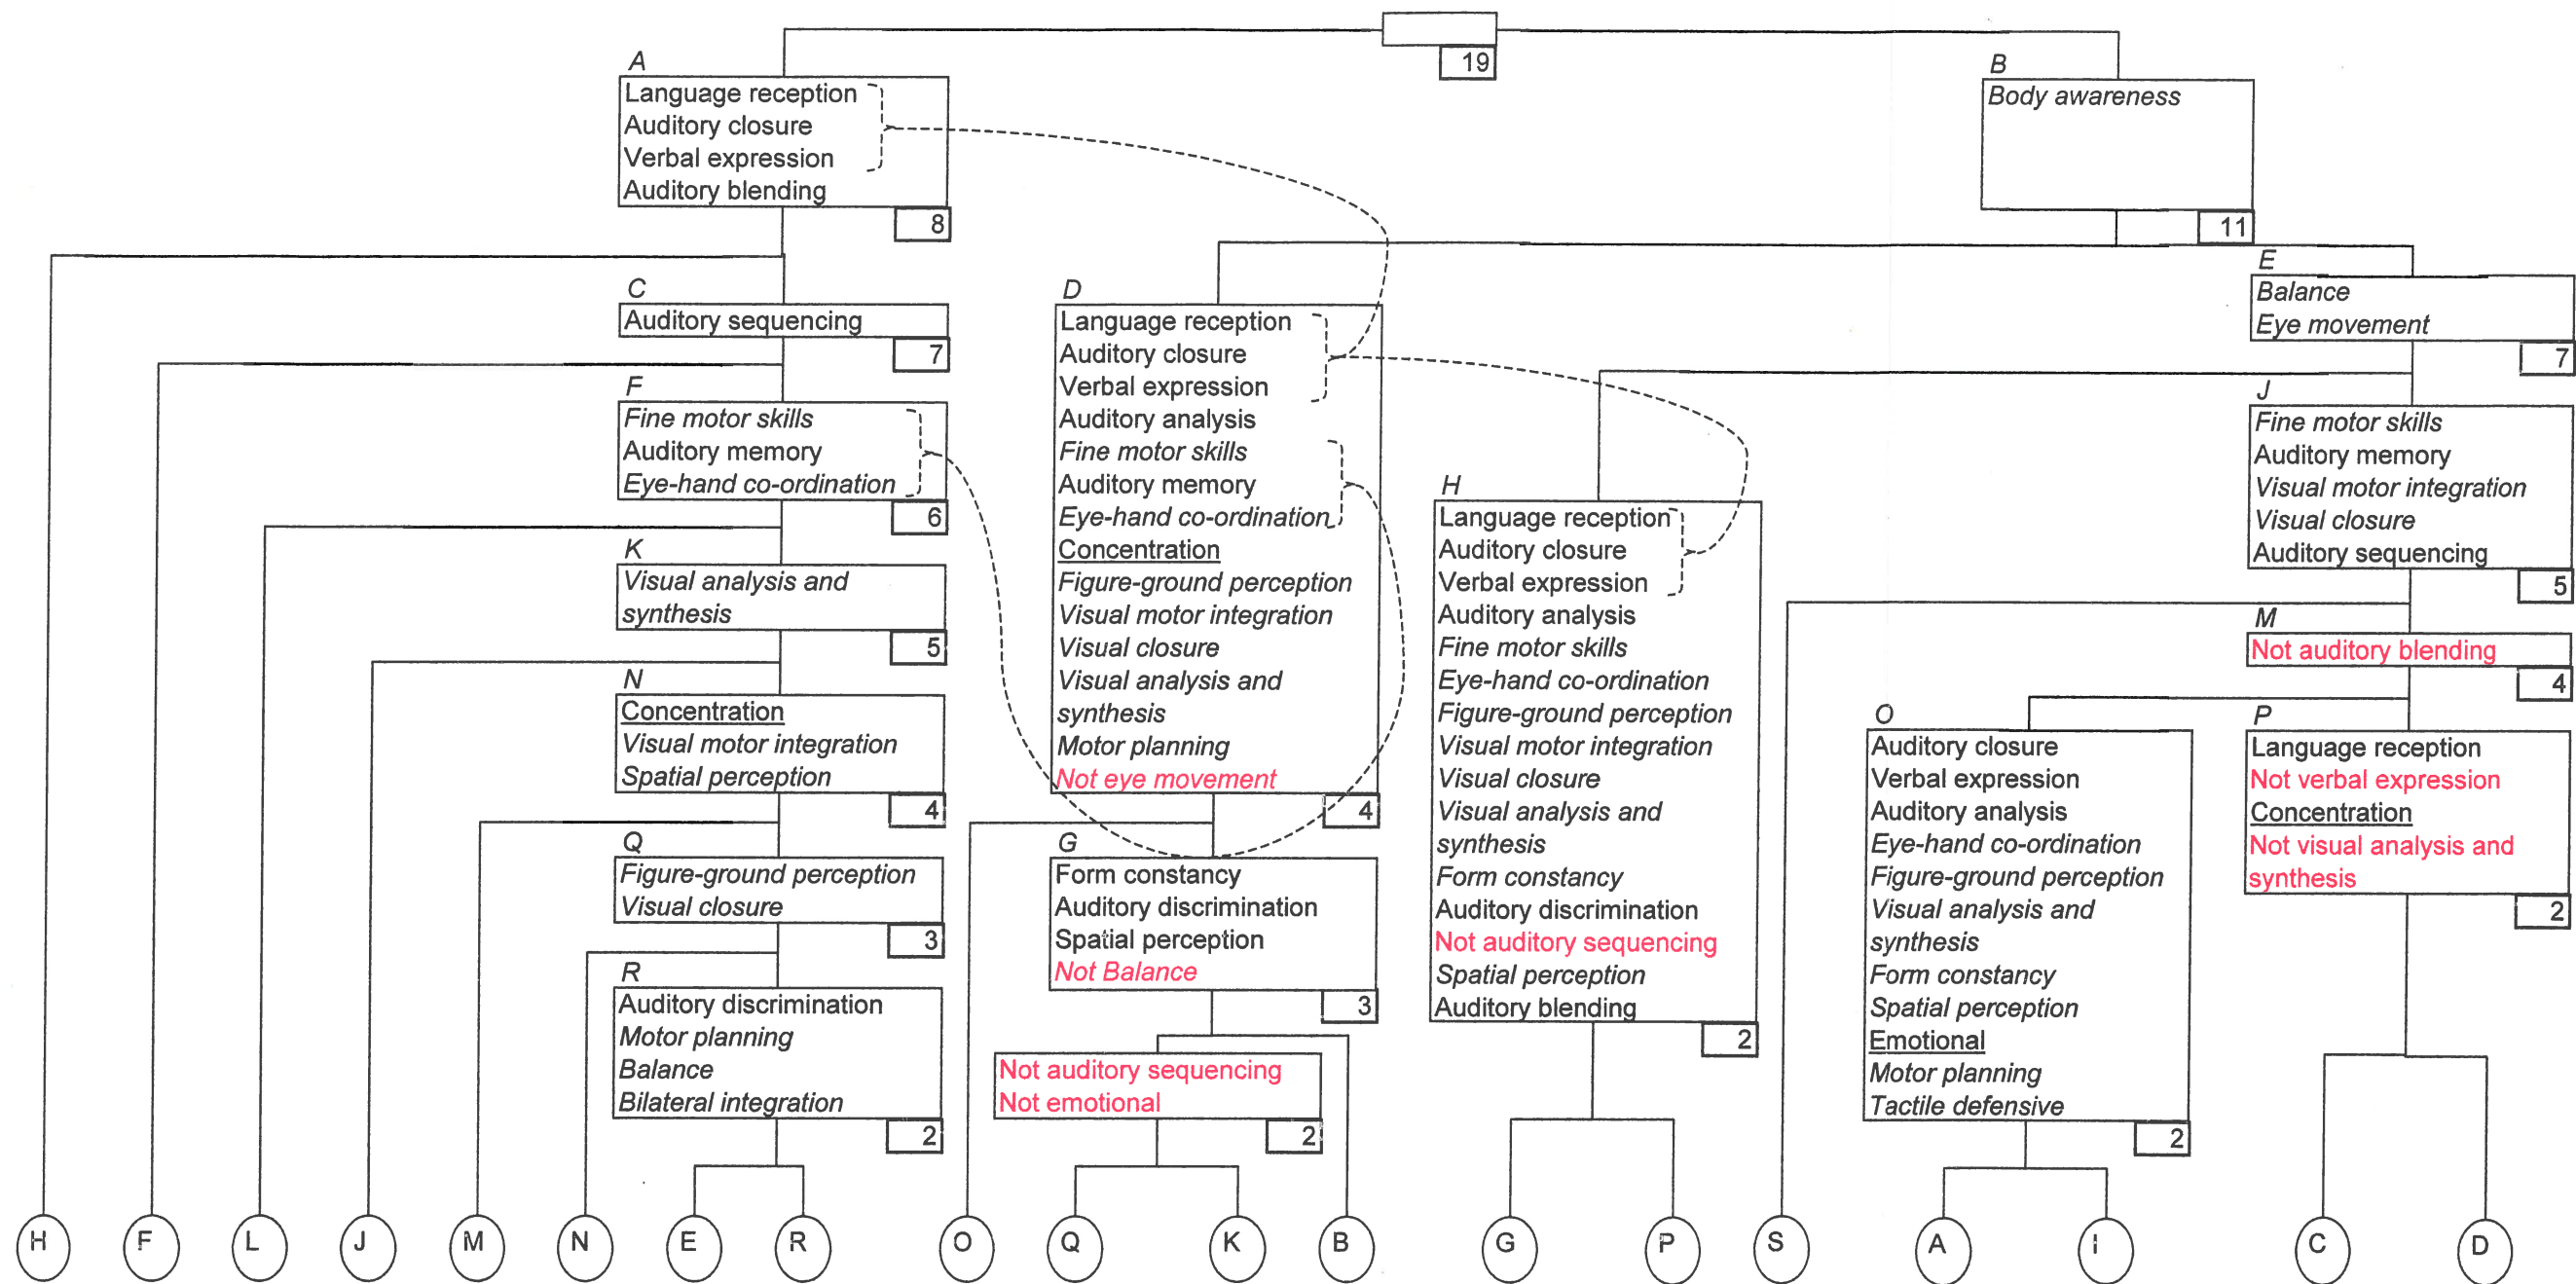 19
A
Language reception
Auditory closure
Verbal expression
Auditory blending
8
B
Body awareness
11
C
Auditory sequencing
7
D
Language reception
Auditory closure
Verbal expression
Auditory analysis
Fine motor skills
Auditory memory
Eye-hand co-ordination
Concentration
Figure-ground perception
Visual motor integration
Visual closure
Visual analysis and
synthesis
Motor planning
Not eye movement
4
E
Balance
Eye movement
7
F
Fine motor skills
Auditory memory
Eye-hand co-ordination
6
H
Language reception
Auditory closure
Verbal expression
Auditory analysis
Fine motor skills
Eye-hand co-ordination
Figure-ground perception
Visual motor integration
Visual closure
Visual analysis and
synthesis
Form constancy
Auditory discrimination
Not auditory sequencing
Spatial perception
Auditory blending
2
J
Fine motor skills
Auditory memory
Visual motor integration
Visual closure
Auditory sequencing
5
K
Visual analysis and
synthesis
5
M
Not auditory blending
4
N
Concentration
Visual motor integration
Spatial perception
4
O
Auditory closure
Verbal expression
Auditory analysis
Eye-hand co-ordination
Figure-ground perception
Visual analysis and
synthesis
Form constancy
Spatial perception
Emotional
Motor planning
Tactile defensive
2
P
Language reception
Not verbal expression
Concentration
Not visual analysis and
synthesis
2
Q
Figure-ground perception
Visual closure
3
G
Form constancy
Auditory discrimination
Spatial perception
Not Balance
3
R
Auditory discrimination
Motor planning
Balance
Bilateral integration
2
Not auditory sequencing
Not emotional
2
H
F
L
J
M
N
E
R
O
Q
K
B
G
P
S
A
I
C
D